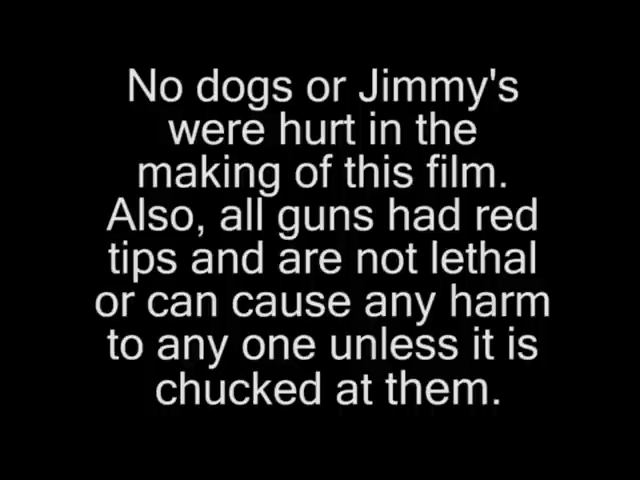 No dogs or Jimmy's
were hurt in the
making of this film.
Also, all guns had red
tips and are not lethal
or can cause any harm
to any one unless it is
chucked at them.